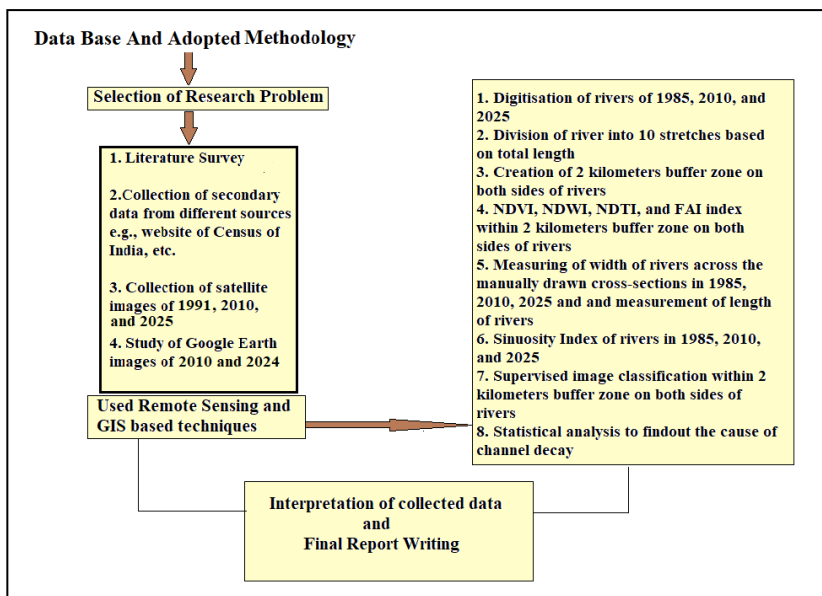 Data Base And Adopted Methodology
Selection of Research Problem
1. Literature Survey
2.Collection of secondary
data from different sources
e.g., website of Census of
India, etc.
3. Collection of satellite
images of 1991, 2010,
and 2025
4. Study of Google Earth
images of 2010 and 2024
Used Remote Sensing and
GIS based techniques
1. Digitisation of rivers of 1985, 2010, and
2025
2. Division of river into 10 stretches based
on total length
3. Creation of 2 kilometers buffer zone on
both sides of rivers
4. NDVI, NDWI, NDTI, and FAI index
within 2 kilometers buffer zone on both
sides of rivers
5. Measuring of width of rivers across the
manually drawn cross-sections in 1985,
2010, 2025 and and measurement of length
of rivers
6. Sinuosity Index of rivers in 1985, 2010,
and 2025
7. Supervised image classification within 2
kilometers buffer zone on both sides of
rivers
8. Statistical analysis to findout the cause of
channel decay
Interpretation of collected data
and
Final Report Writing